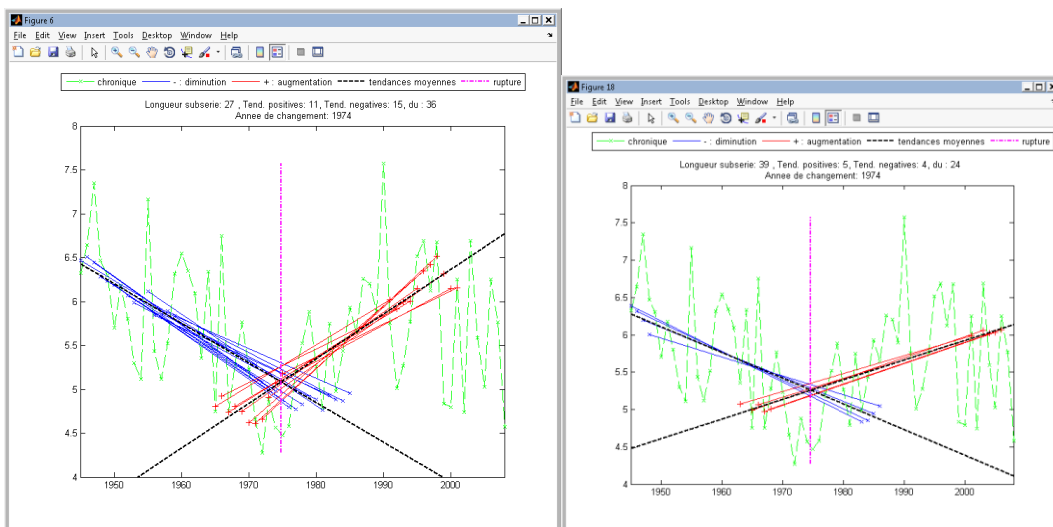 Figure 6
File Edit View Insert Tools Desktop Window Help
chronique - : diminution + : augmentation tendances moyennes rupture
Longueur subserie: 27 , Tend. positives: 11, Tend. negatives: 15, du : 36
Annee de changement: 1974
8
7.5
7
6.5
6
5.5
5
4.5
4
1950 1960 1970 1980 1990 2000
Figure 18
File Edit View Insert Tools Desktop Window Help
chronique - : diminution + : augmentation tendances moyennes rupture
Longueur subserie: 39 , Tend. positives: 5, Tend. negatives: 4, du : 24
Annee de changement: 1974
8
7.5
7
6.5
6
5.5
5
4.5
4
1950 1960 1970 1980 1990 2000